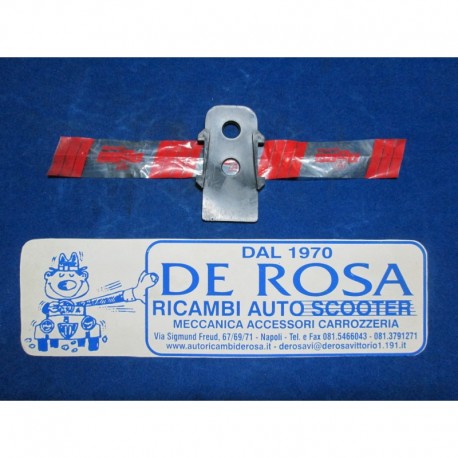 DAL 1970
DE ROSA
RICAMBI AUTO SCOOTER
MECCANICA ACCESSORI CARROZZERIA
Via Sigmund Freud, 67/69/71 - Napoli - Tel. e Fax 081.5466043 - 081.3791271
www.autoricambiderosa.it - derosavi@derosavittorio1.191.it